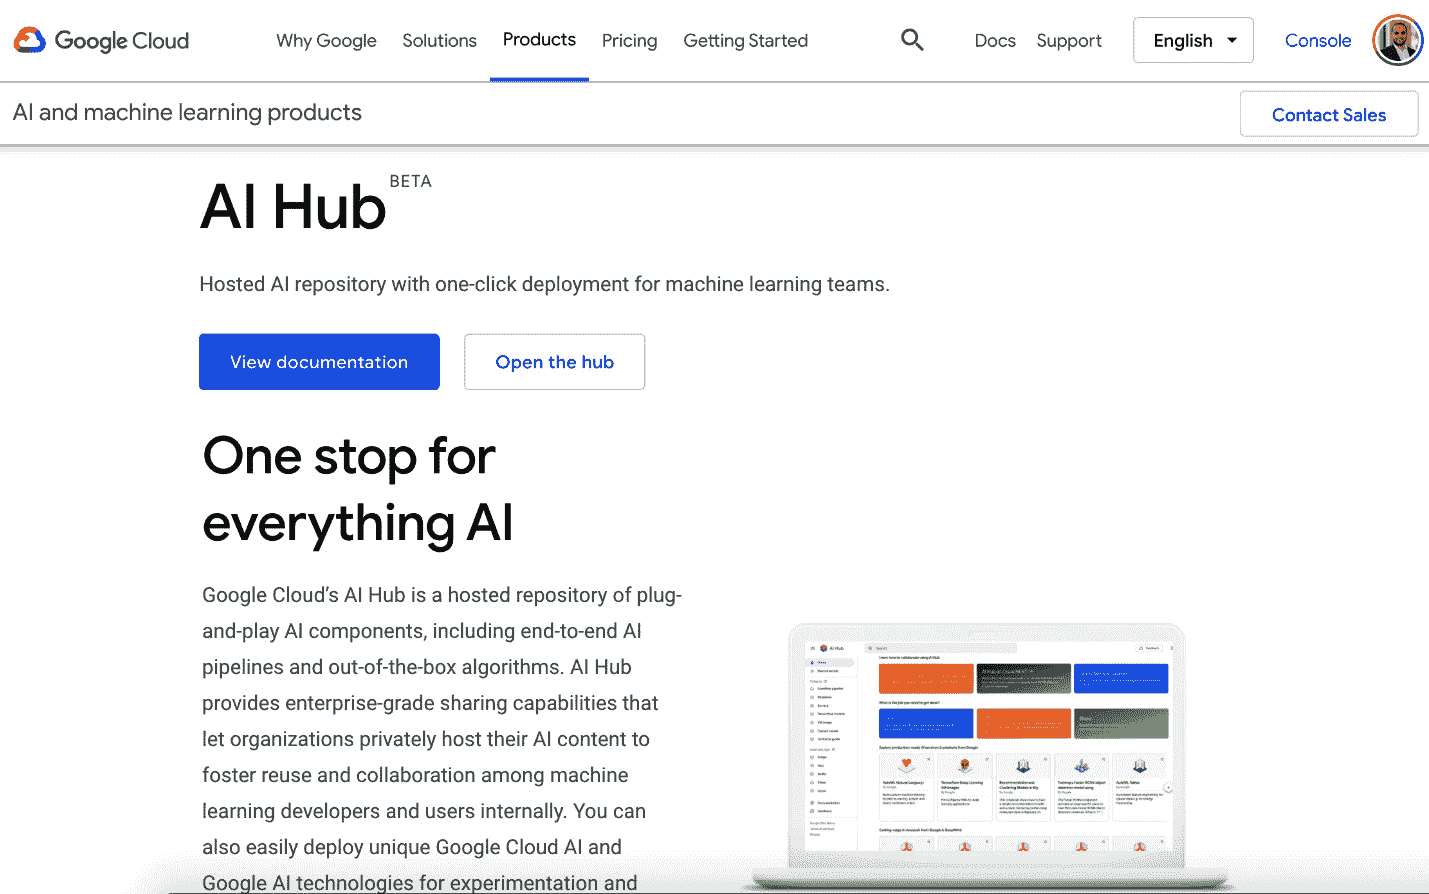 Google Cloud
Why Google Solutions Products Pricing Getting Started
Docs Support English Console
AI and machine learning products
Contact Sales
AI Hub BETA
Hosted AI repository with one-click deployment for machine learning teams.
View documentation Open the hub
One stop for
everything AI
Google Cloud’s AI Hub is a hosted repository of plug-
and-play AI components, including end-to-end AI
pipelines and out-of-the-box algorithms. AI Hub
provides enterprise-grade sharing capabilities that
let organizations privately host their AI content to
foster reuse and collaboration among machine
learning developers and users internally. You can
also easily deploy unique Google Cloud AI and
Google AI technologies for experimentation and
AI Hub
Search